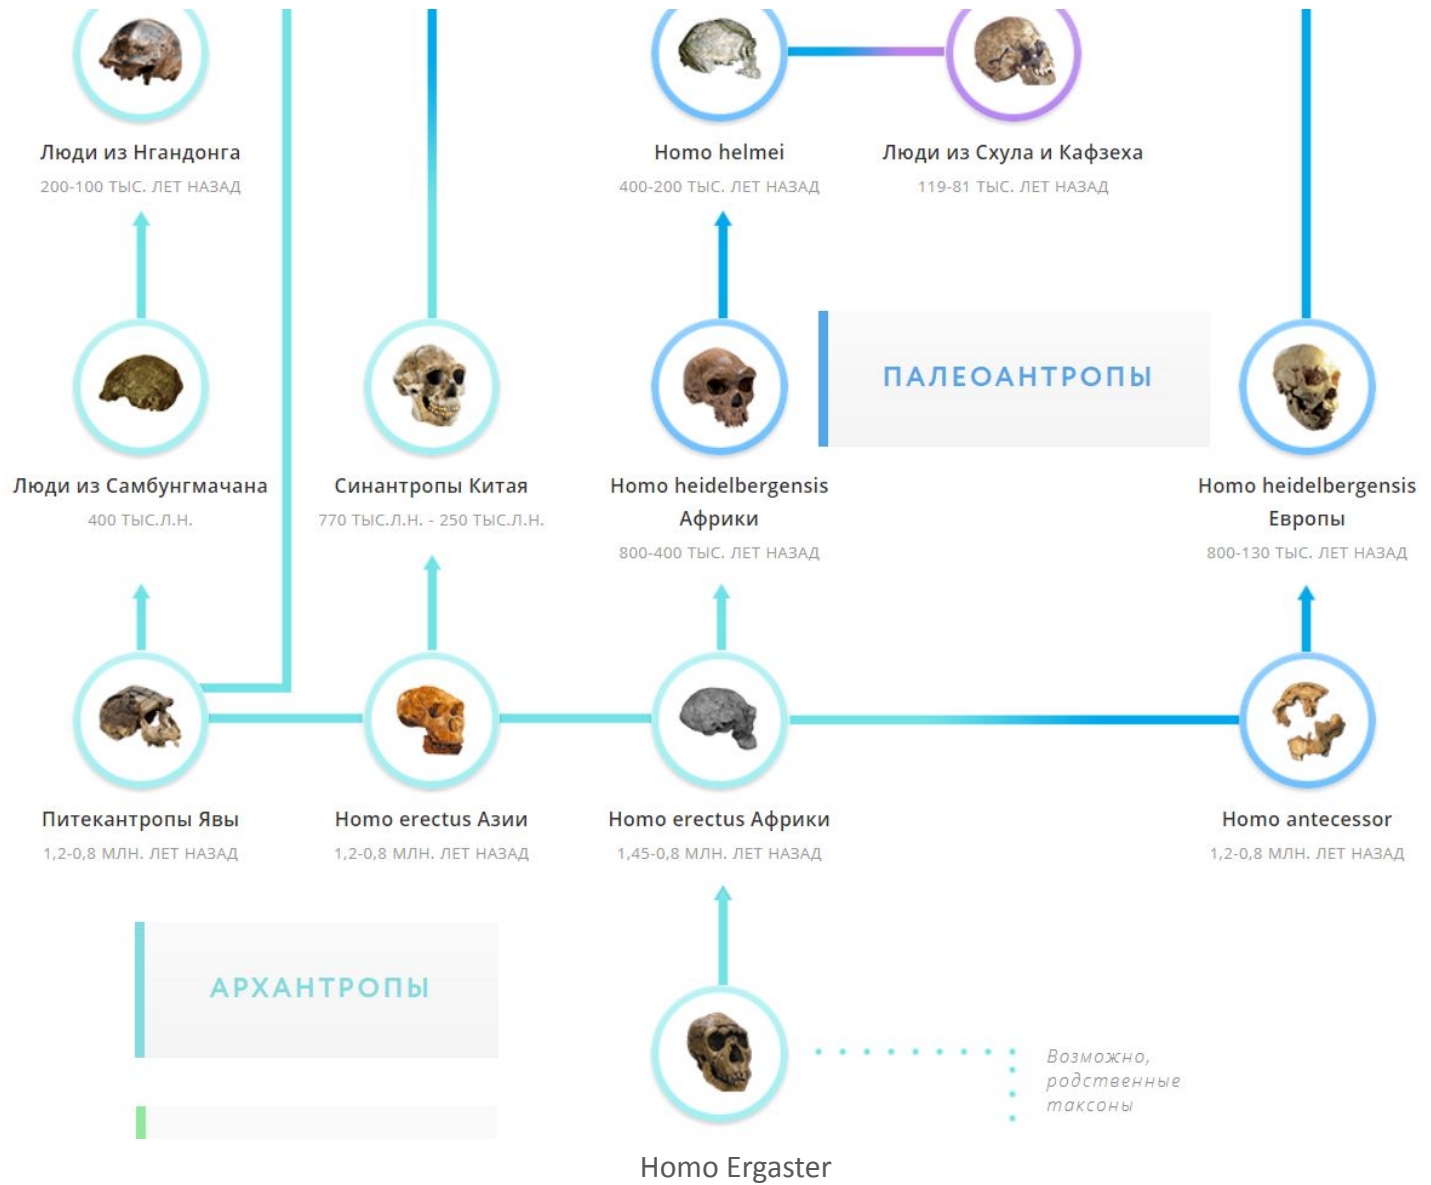 Люди из Нгандонга
200-100 ТЫС. ЛЕТ НАЗАД
Homo helmei
400-200 ТЫС. ЛЕТ НАЗАД
Люди из Схула и Кафзеха
119-81 ТЫС. ЛЕТ НАЗАД
ПАЛЕОАНТРОПЫ
Люди из Самбунгмачана
400 ТЫС.Л.Н.
Синантропы Китая
770 ТЫС.Л.Н. - 250 ТЫС.Л.Н.
Homo heidelbergensis
Африки
800-400 ТЫС. ЛЕТ НАЗАД
Homo heidelbergensis
Европы
800-130 ТЫС. ЛЕТ НАЗАД
Питекантропы Явы
1,2-0,8 МЛН. ЛЕТ НАЗАД
Homo erectus Азии
1,2-0,8 МЛН. ЛЕТ НАЗАД
Homo erectus Африки
1,45-0,8 МЛН. ЛЕТ НАЗАД
Homo antecessor
1,2-0,8 МЛН. ЛЕТ НАЗАД
АРХАНТРОПЫ
Возможно,
родственные
таксоны
Homo Ergaster